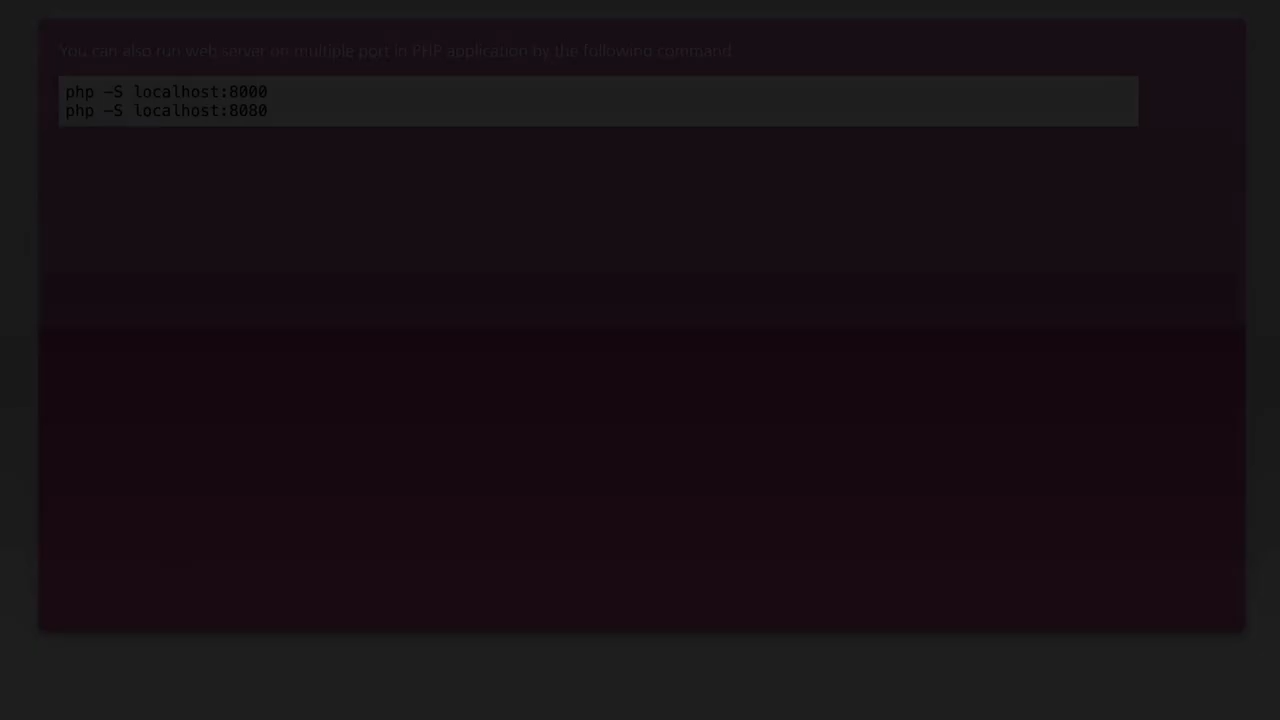 You can also run web server on multiple port in PHP application by the following command
php -S localhost:8000
php -S localhost:8080